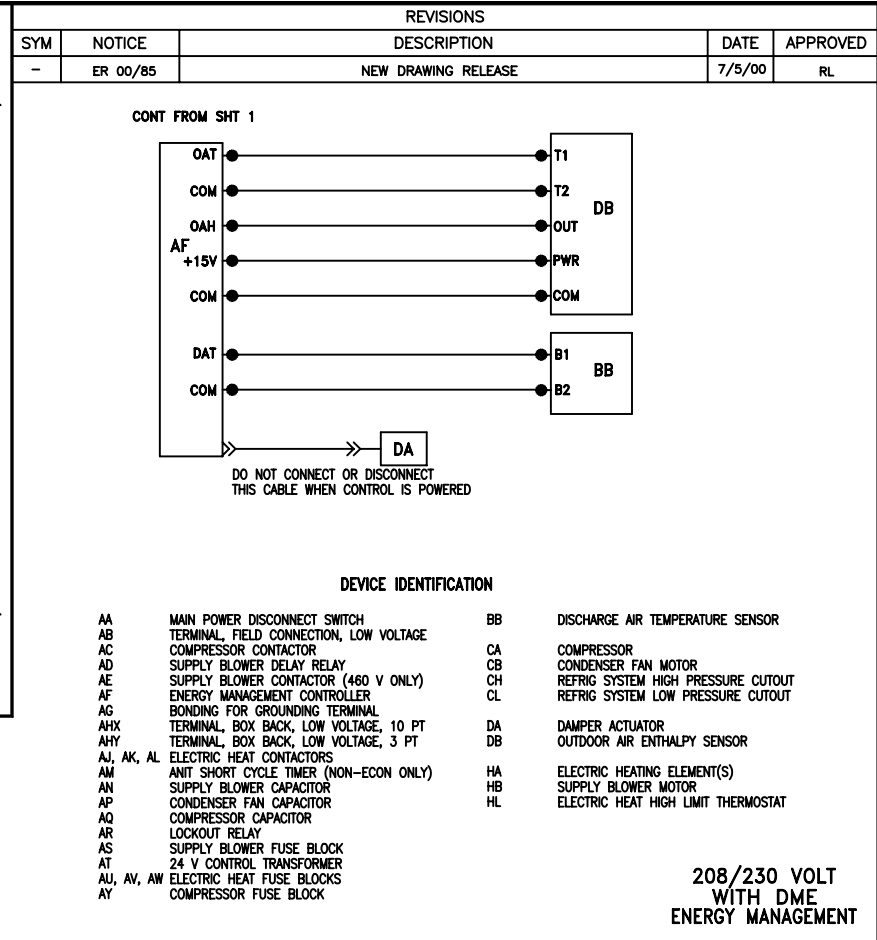 REVISIONS
SYM NOTICE DESCRIPTION DATE APPROVED
– ER 00/85 NEW DRAWING RELEASE 7/5/00 RL
CONT FROM SHT 1
OAT T1
COM T2
DB
OAH OUT
AF
+15V PWR
COM COM
DAT B1
BB
COM B2
DA
DO NOT CONNECT OR DISCONNECT
THIS CABLE WHEN CONTROL IS POWERED
DEVICE IDENTIFICATION
AA MAIN POWER DISCONNECT SWITCH
AB TERMINAL, FIELD CONNECTION, LOW VOLTAGE
AC COMPRESSOR CONTACTOR
AD SUPPLY BLOWER DELAY RELAY
AE SUPPLY BLOWER CONTACTOR (460 V ONLY)
AF ENERGY MANAGEMENT CONTROLLER
AG BONDING FOR GROUNDING TERMINAL
AHX TERMINAL, BOX BACK, LOW VOLTAGE, 10 PT
AHY TERMINAL, BOX BACK, LOW VOLTAGE, 3 PT
AJ, AK, AL ELECTRIC HEAT CONTACTORS
AM ANIT SHORT CYCLE TIMER (NON–ECON ONLY)
AN SUPPLY BLOWER CAPACITOR
AP CONDENSER FAN CAPACITOR
AQ COMPRESSOR CAPACITOR
AR LOCKOUT RELAY
AS SUPPLY BLOWER FUSE BLOCK
AT 24 V CONTROL TRANSFORMER
AU, AV, AW ELECTRIC HEAT FUSE BLOCKS
AY COMPRESSOR FUSE BLOCK
BB DISCHARGE AIR TEMPERATURE SENSOR
CA COMPRESSOR
CB CONDENSER FAN MOTOR
CH REFRIG SYSTEM HIGH PRESSURE CUTOUT
CL REFRIG SYSTEM LOW PRESSURE CUTOUT
DA DAMPER ACTUATOR
DB OUTDOOR AIR ENTHALPY SENSOR
HA ELECTRIC HEATING ELEMENT(S)
HB SUPPLY BLOWER MOTOR
HL ELECTRIC HEAT HIGH LIMIT THERMOSTAT
208/230 VOLT
WITH DME
ENERGY MANAGEMENT